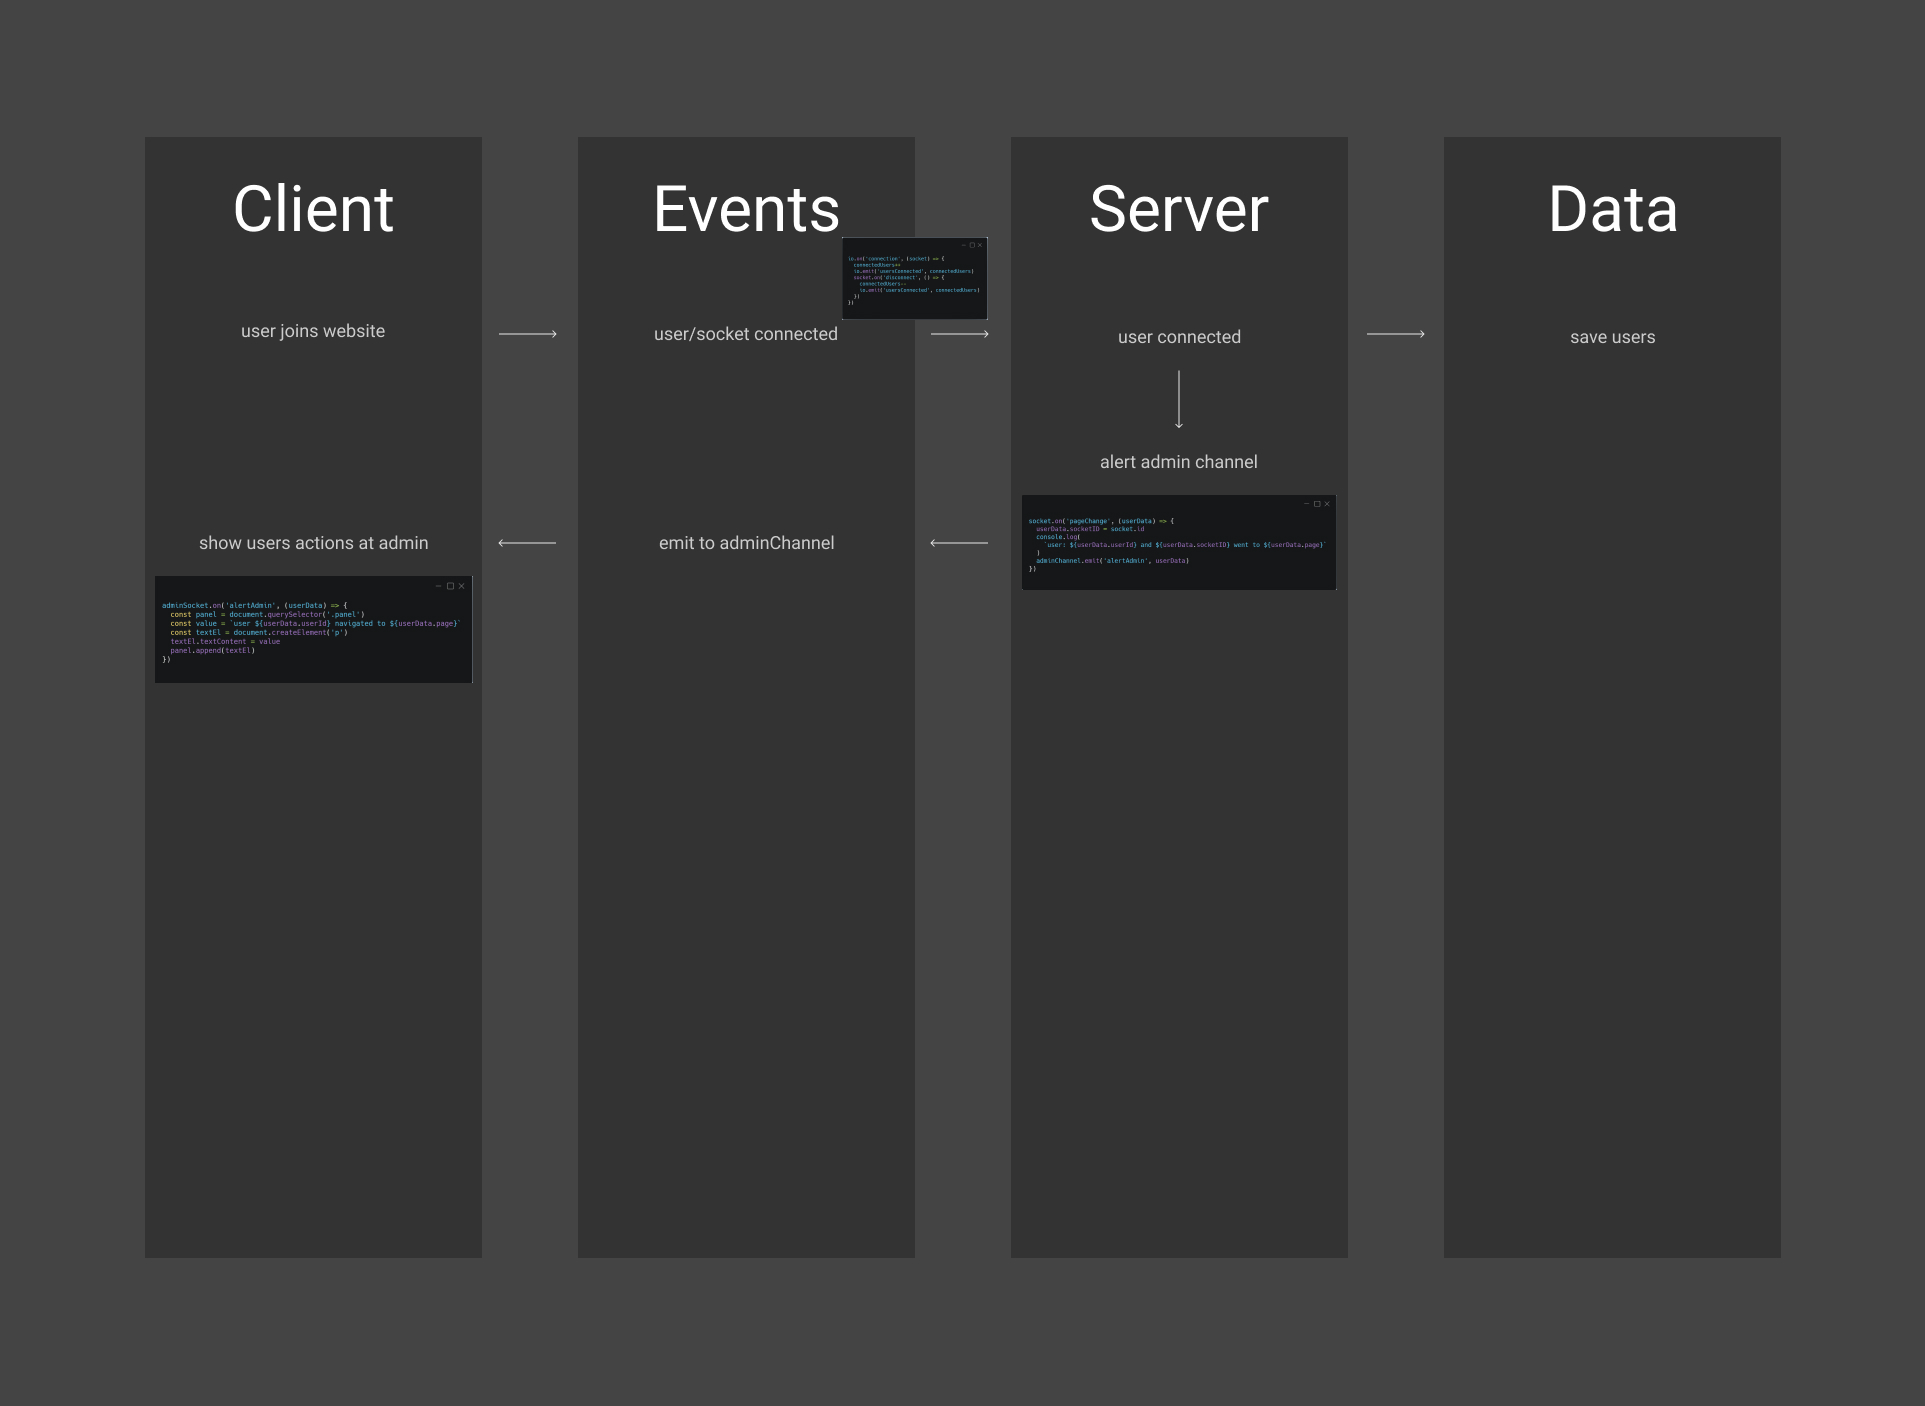 Client
Events
Server
Data
io.on('connection', (socket) => {
connectedUsers++
io.emit('usersConnected', connectedUsers)
socket.on('disconnect', () => {
connectedUsers--
io.emit('usersConnected', connectedUsers)
})
})
user joins website
user/socket connected
user connected
save users
alert admin channel
socket.on('pageChange', (userData) => {
userData.socketID = socket.id
console.log(
`user: ${userData.userId} and ${userData.socketID} went to ${userData.page}`
)
adminChannel.emit('alertAdmin', userData)
})
show users actions at admin
emit to adminChannel
adminSocket.on('alertAdmin', (userData) => {
const panel = document.querySelector('.panel')
const value = `user ${userData.userId} navigated to ${userData.page}`
const textEl = document.createElement('p')
textEl.textContent = value
panel.append(textEl)
})